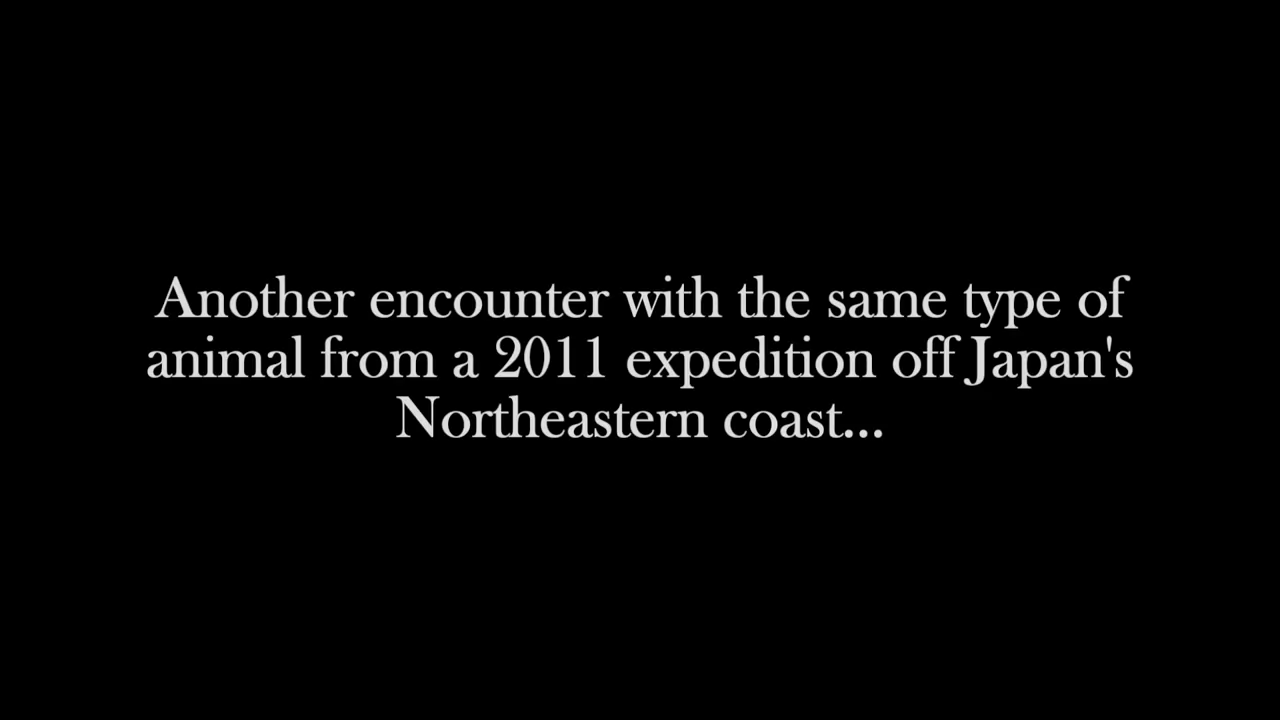 Another encounter with the same type of
animal from a 2011 expedition off Japan's
Northeastern coast...